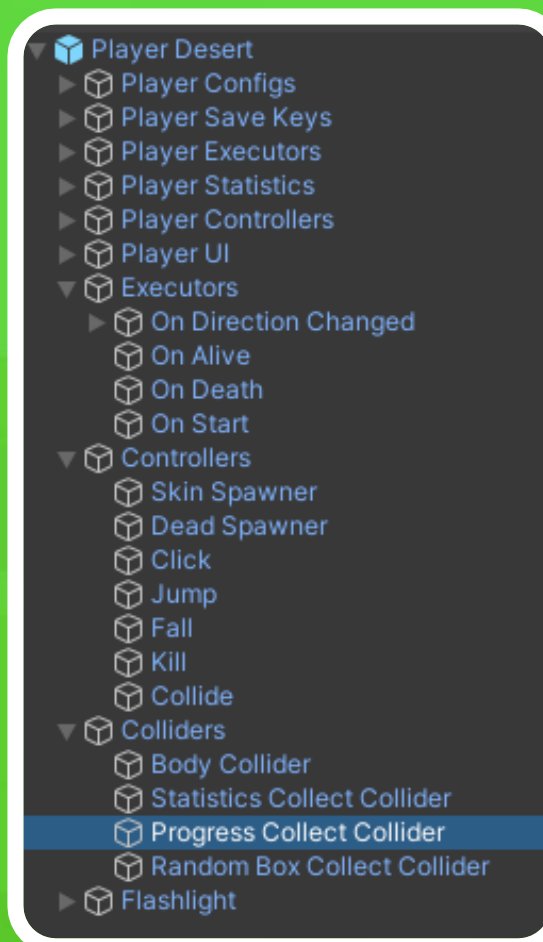 Player Desert
Player Configs
Player Save Keys
Player Executors
Player Statistics
Player Controllers
Player UI
Executors
On Direction Changed
On Alive
On Death
On Start
Controllers
Skin Spawner
Dead Spawner
Click
Jump
Fall
Kill
Collide
Colliders
Body Collider
Statistics Collect Collider
Progress Collect Collider
Random Box Collect Collider
Flashlight